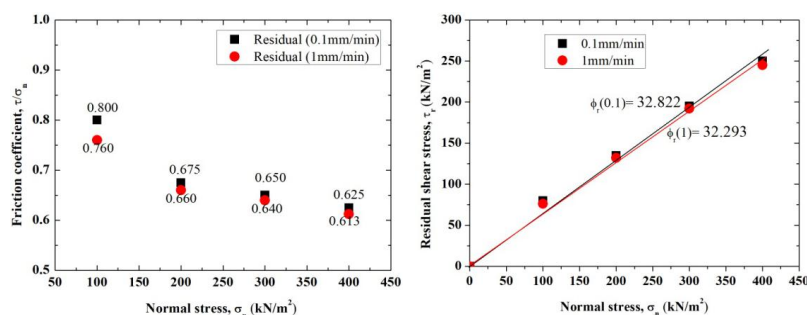 Friction coefficient, τ/σn
1.0
0.9
0.8
0.7
0.6
0.5
Residual (0.1mm/min)
Residual (1mm/min)
0.800
0.760
0.675
0.660
0.650
0.640
0.625
0.613
50 100 150 200 250 300 350 400 450
Normal stress, σn (kN/m²)
Residual shear stress, τr (kN/m²)
300
250
200
150
100
50
0
0.1mm/min
1mm/min
ϕr(0.1)= 32.822
ϕr(1)= 32.293
0 50 100 150 200 250 300 350 400 450
Normal stress, σn (kN/m²)